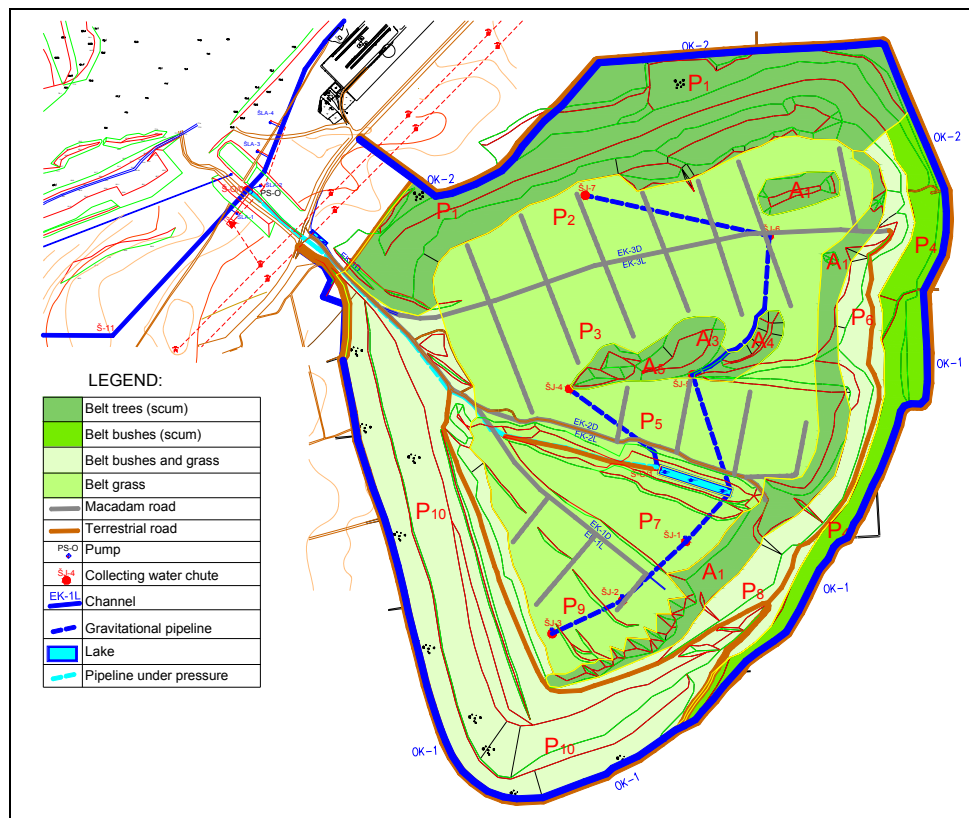 OK-2
P1
OK-2
ŠLA-4
ŠLA-3
ŠLA-2
PS-O
ŠLA-1
OK-2
P1
ŠJ-7
P2
A1
ŠJ-6
P4
A1
EK-3D
EK-3L
Š-11
P3
P6
A3
A4
A5
OK-1
ŠJ-4
P5
EK-2D
EK-2L
P10
P7
ŠJ-1
EK-1D
EK-1L
A1
P8
OK-1
ŠJ-2
P9
ŠJ-3
P10
OK-1
OK-1
LEGEND:
Belt trees (scum)
Belt bushes (scum)
Belt bushes and grass
Belt grass
Macadam road
Terrestrial road
PS-O Pump
ŠJ-4 Collecting water chute
EK-1L Channel
Gravitational pipeline
Lake
Pipeline under pressure